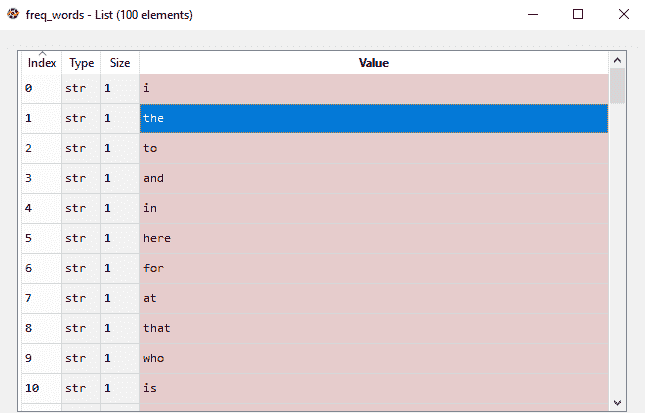 freq_words - List (100 elements)
Index Type Size Value
0 str 1 i
1 str 1 the
2 str 1 to
3 str 1 and
4 str 1 in
5 str 1 here
6 str 1 for
7 str 1 at
8 str 1 that
9 str 1 who
10 str 1 is